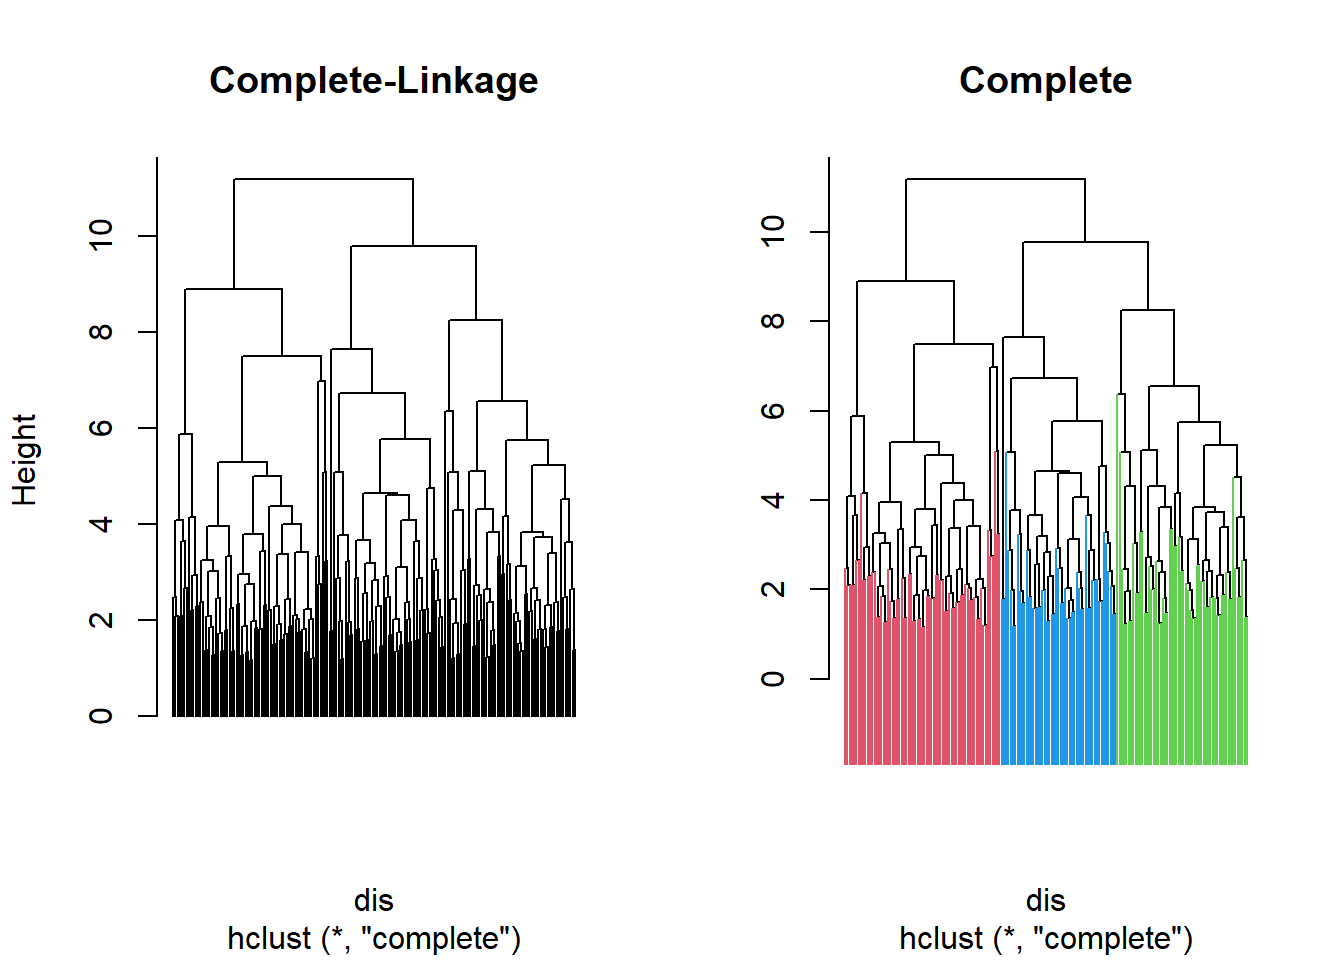 Complete-Linkage
Height
0
2
4
6
8
10
dis
hclust (*, "complete")
Complete
0
2
4
6
8
10
dis
hclust (*, "complete")